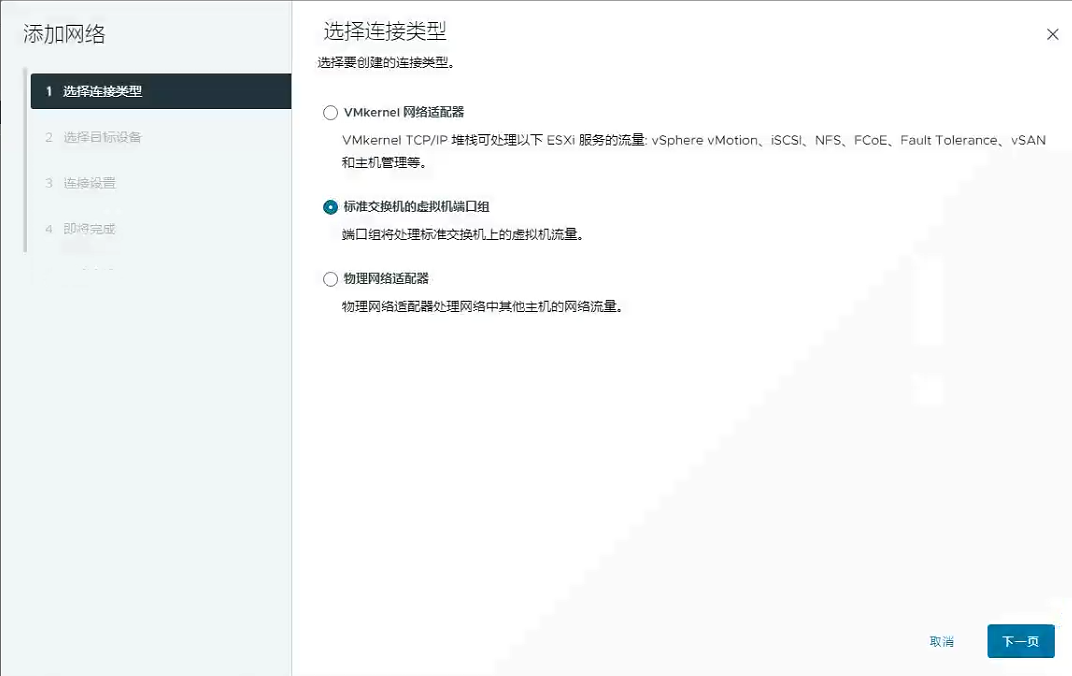 添加网络
1 选择连接类型
2 选择目标设备
3 连接设置
4 即将完成
选择连接类型
选择要创建的连接类型。
VMkernel 网络适配器
VMkernel TCP/IP 堆栈可处理以下 ESXi 服务的流量: vSphere vMotion、iSCSI、NFS、FCoE、Fault Tolerance、vSAN
和主机管理等。
标准交换机的虚拟机端口组
端口组将处理标准交换机上的虚拟机流量。
物理网络适配器
物理网络适配器处理网络中其他主机的网络流量。
取消
下一页